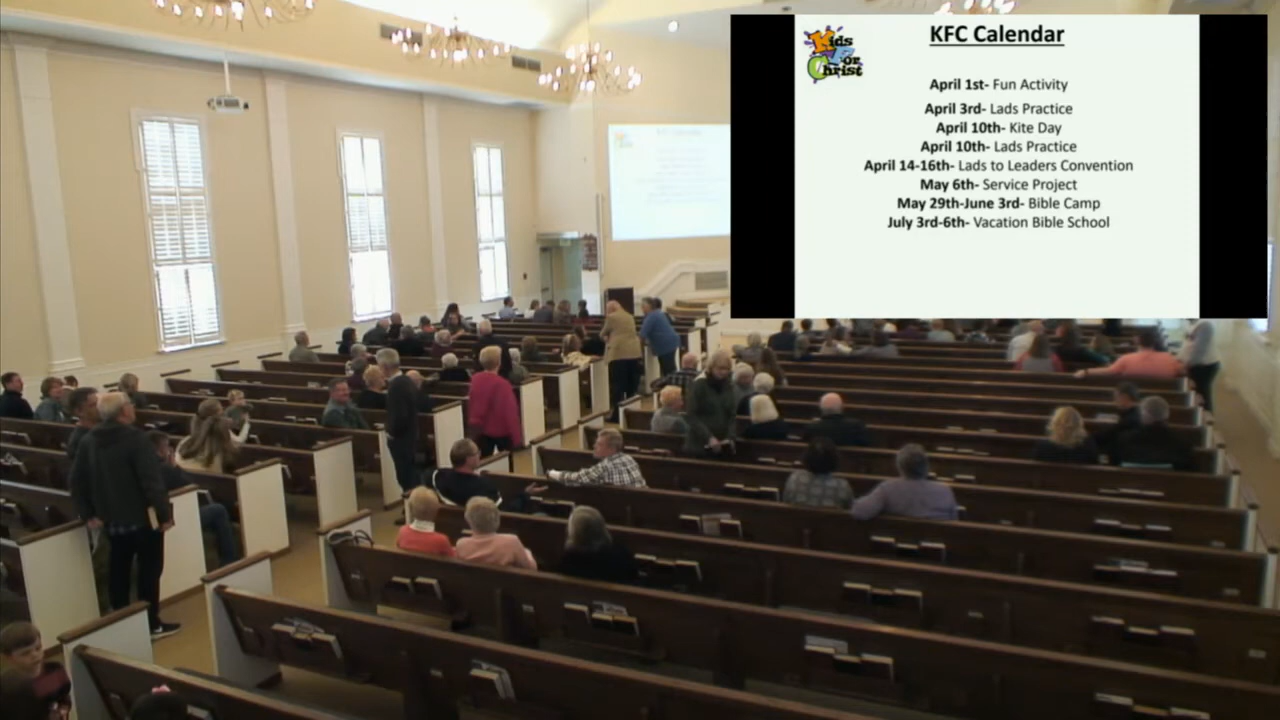 Kids
For
Christ
KFC Calendar
April 1st- Fun Activity
April 3rd- Lads Practice
April 10th- Kite Day
April 10th- Lads Practice
April 14-16th- Lads to Leaders Convention
May 6th- Service Project
May 29th-June 3rd- Bible Camp
July 3rd-6th- Vacation Bible School
KFC Calendar